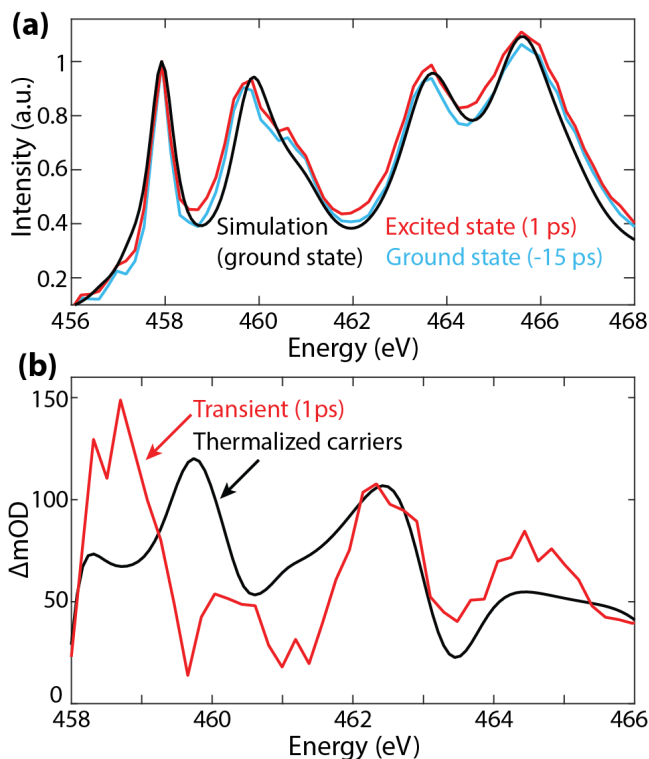 (a)
Intensity (a.u.)
1
0.8
0.6
0.4
0.2
Simulation
(ground state)
Excited state (1 ps)
Ground state (-15 ps)
456 458 460 462 464 466 468
Energy (eV)
(b)
ΔmOD
150
100
50
0
Transient (1ps)
Thermalized carriers
458 460 462 464 466
Energy (eV)